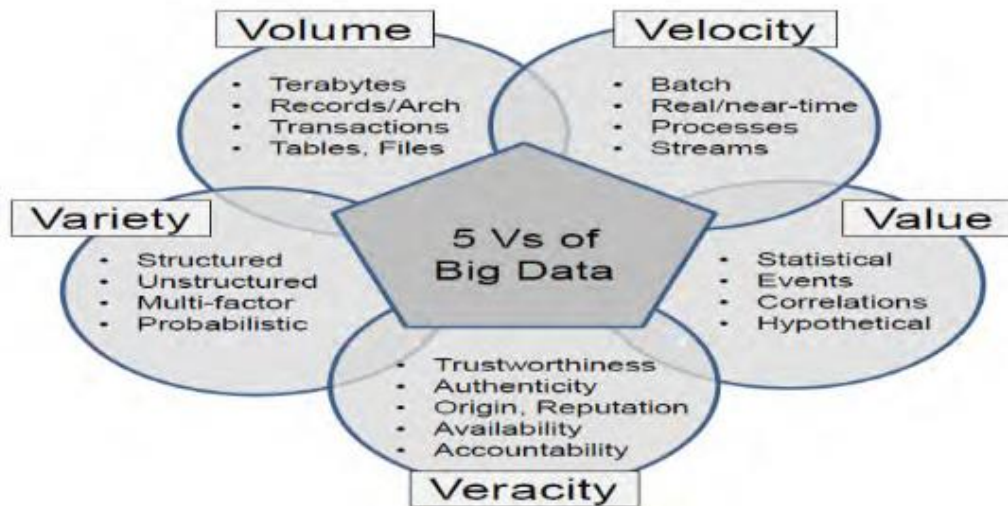 Volume
• Terabytes
• Records/Arch
• Transactions
• Tables, Files
Velocity
• Batch
• Real/near-time
• Processes
• Streams
Variety
• Structured
• Unstructured
• Multi-factor
• Probabilistic
5 Vs of
Big Data
Value
• Statistical
• Events
• Correlations
• Hypothetical
• Trustworthiness
• Authenticity
• Origin, Reputation
• Availability
• Accountability
Veracity